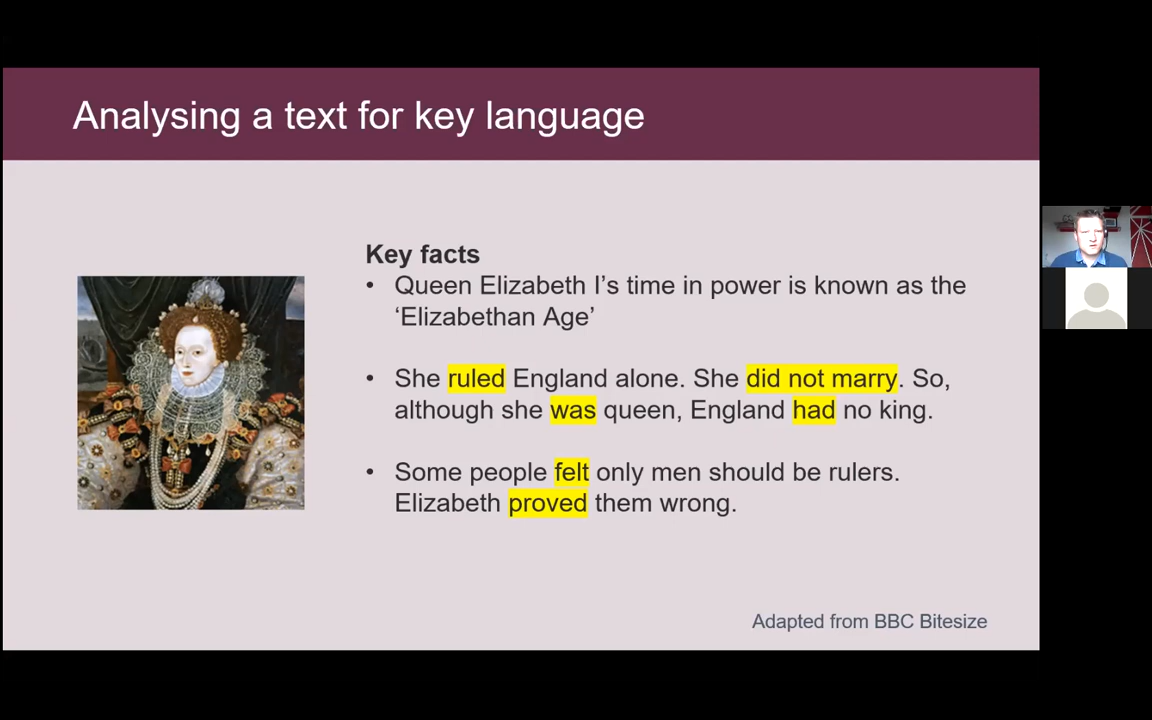 Analysing a text for key language
Key facts
• Queen Elizabeth I’s time in power is known as the
‘Elizabethan Age’
• She ruled England alone. She did not marry. So,
although she was queen, England had no king.
• Some people felt only men should be rulers.
Elizabeth proved them wrong.
Adapted from BBC Bitesize